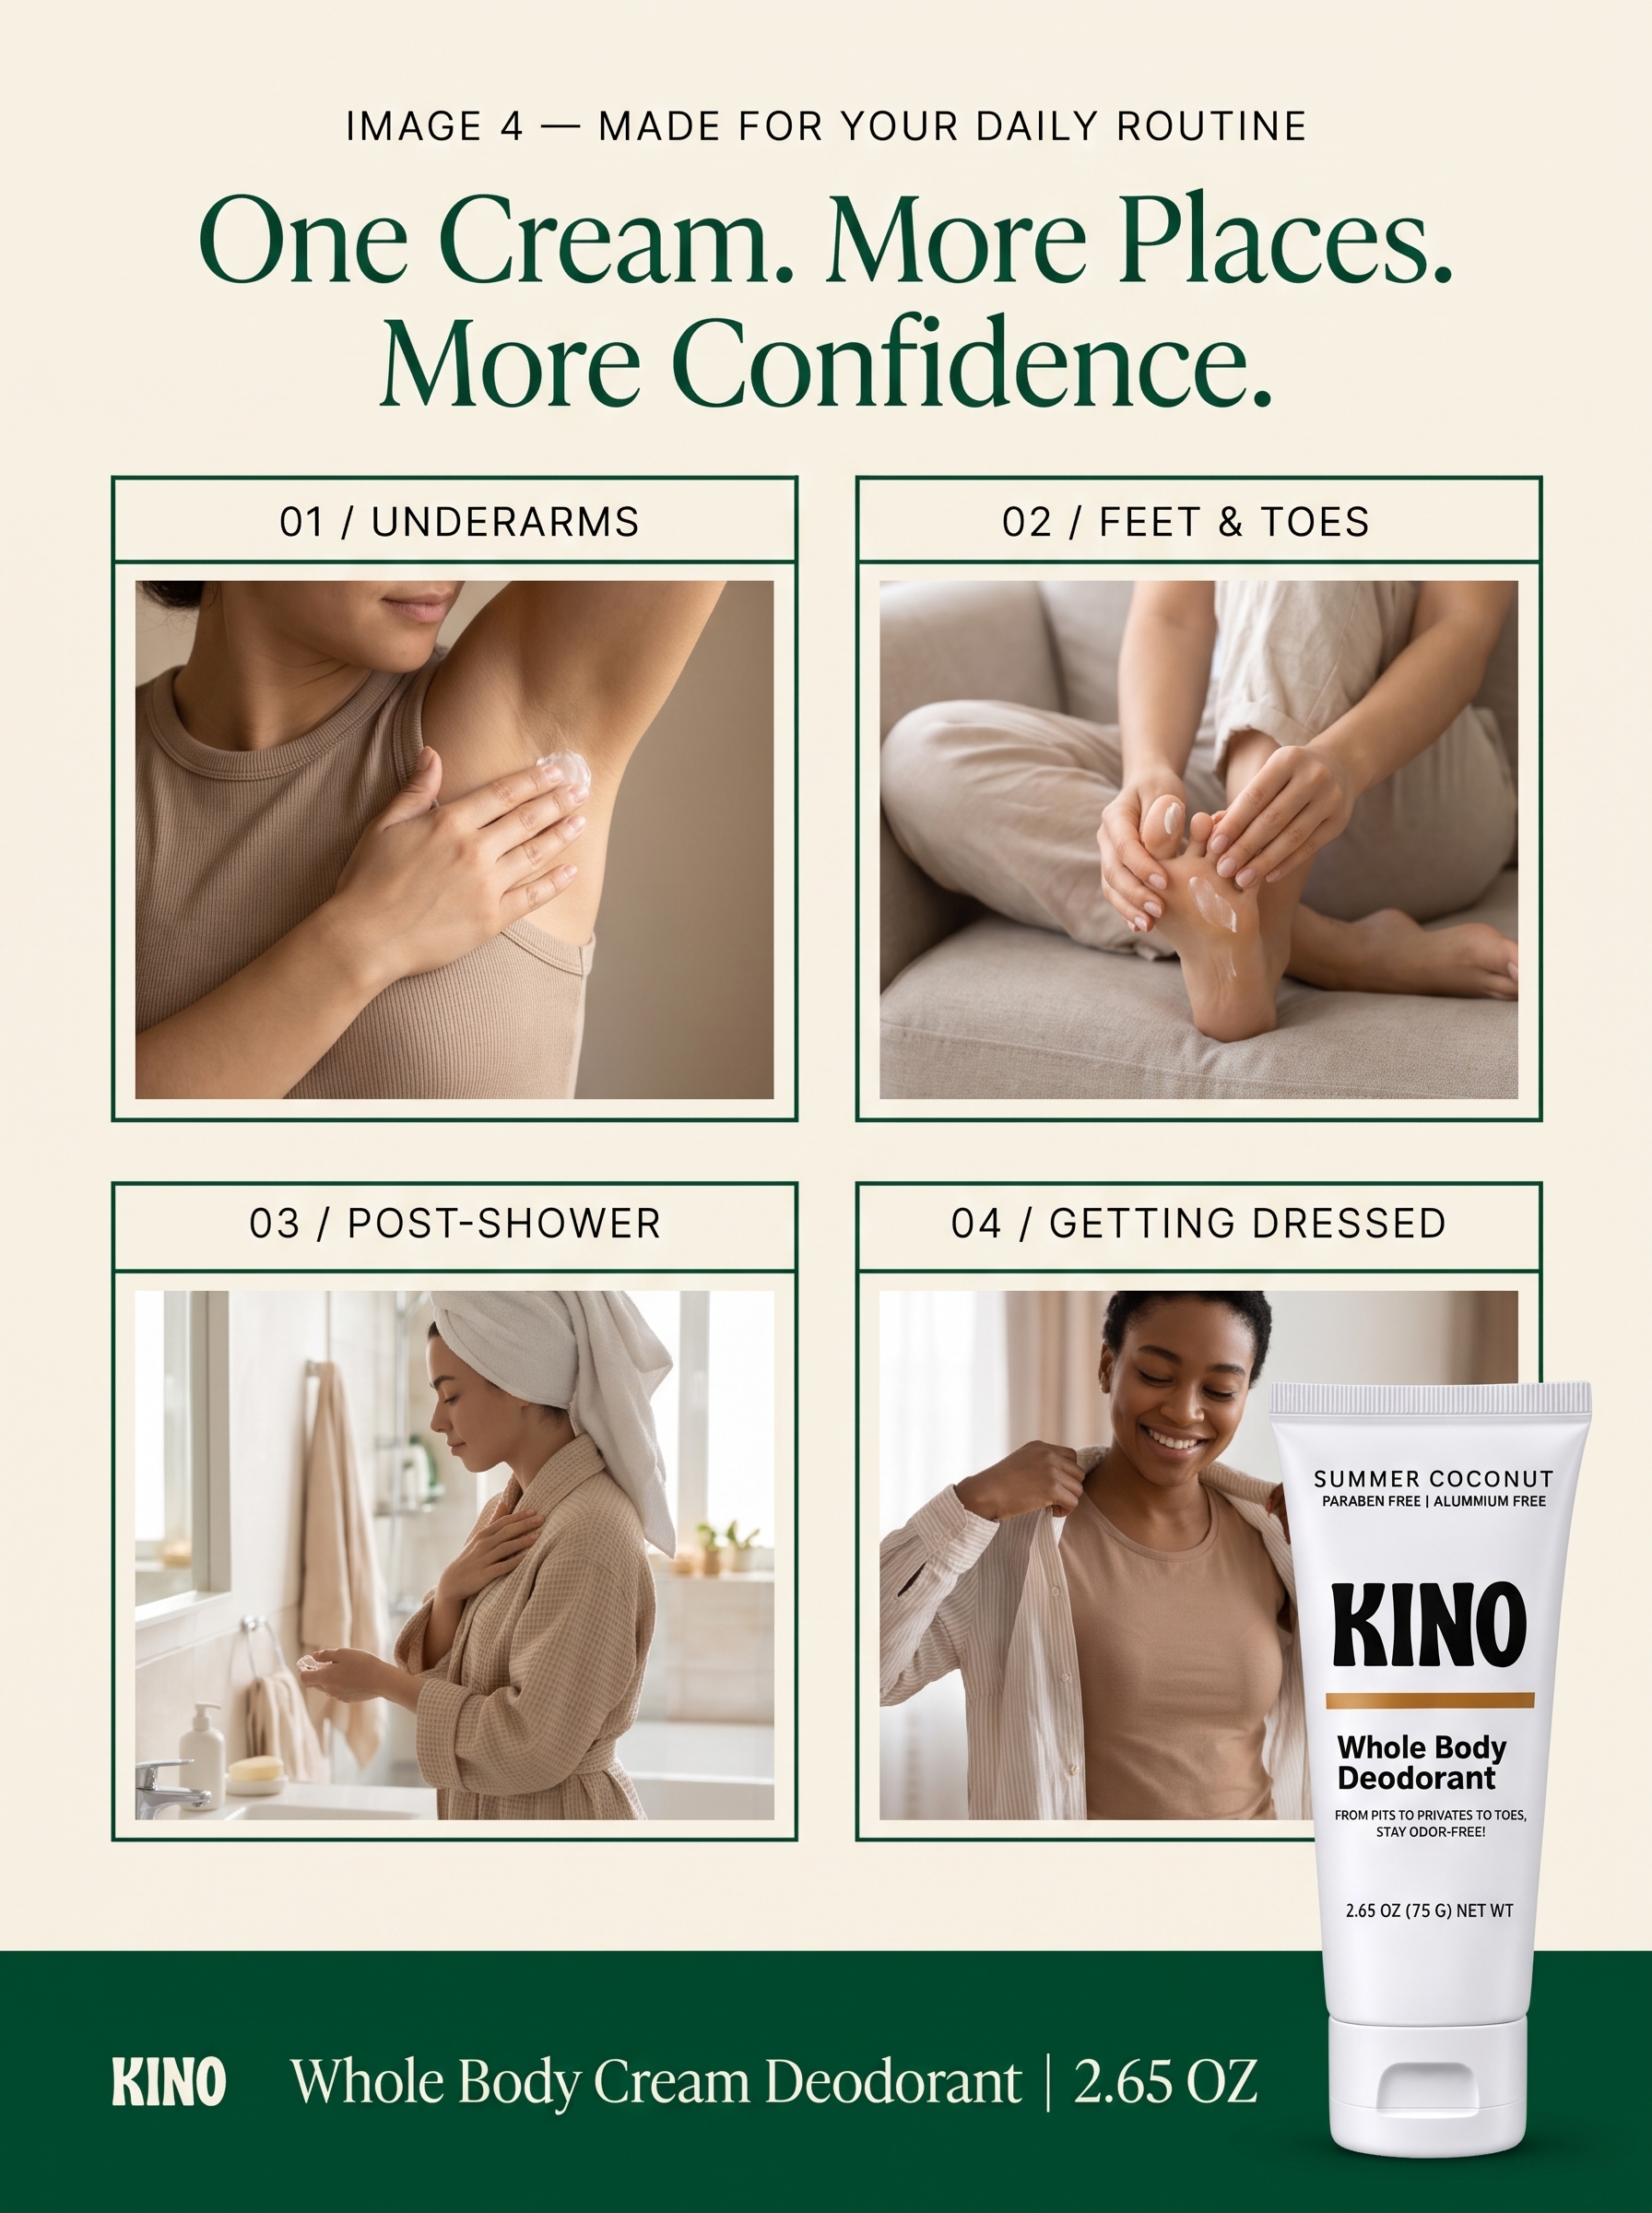 IMAGE 4 — MADE FOR YOUR DAILY ROUTINE
One Cream. More Places.
More Confidence.
01 / UNDERARMS
02 / FEET & TOES
03 / POST-SHOWER
04 / GETTING DRESSED
SUMMER COCONUT
PARABEN FREE | ALUMMIUM FREE
KINO
Whole Body
Deodorant
FROM PITS TO PRIVATES TO TOES,
STAY ODOR-FREE!
2.65 OZ (75 G) NET WT
KINO Whole Body Cream Deodorant | 2.65 OZ